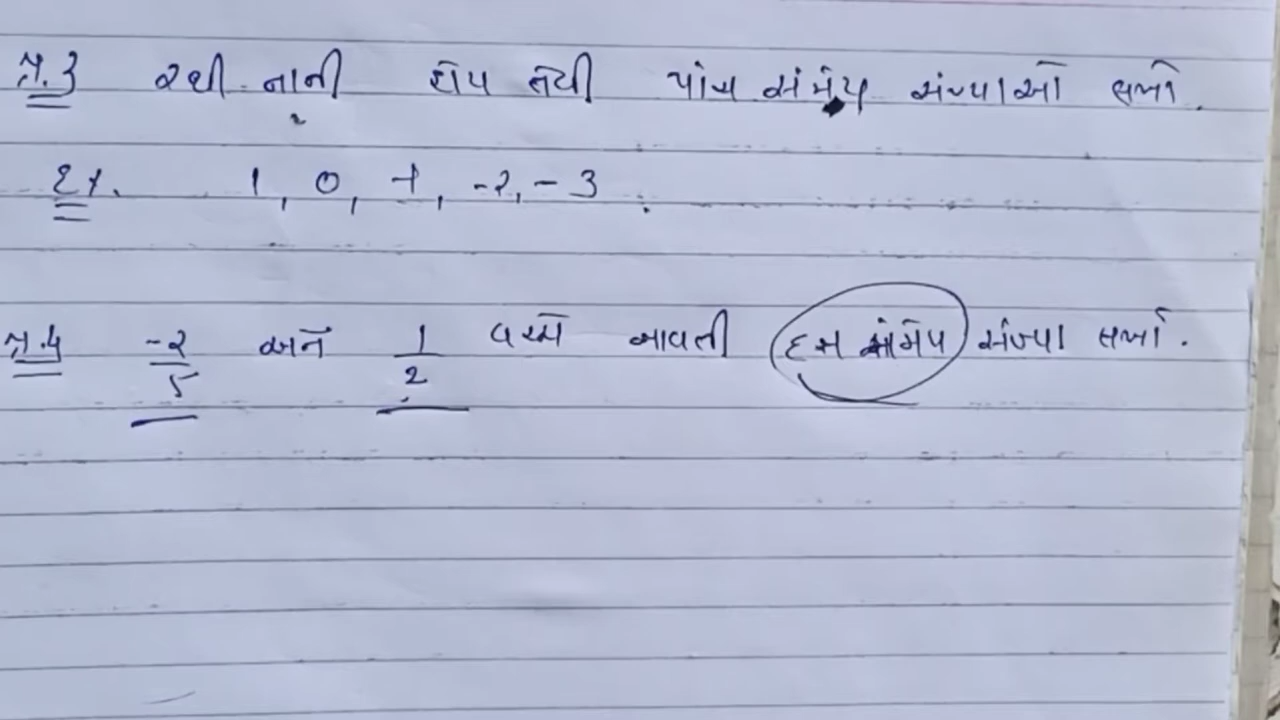 પ્ર.3 2થી નાની હોય તેવી પાંચ સંમેય સંખ્યાઓ લખો.
દા. 1, 0, -1, -2, -3.
પ્ર.4 -2/5 અને 1/2 વચ્ચે આવતી દસ સંમેય સંખ્યા લખો.